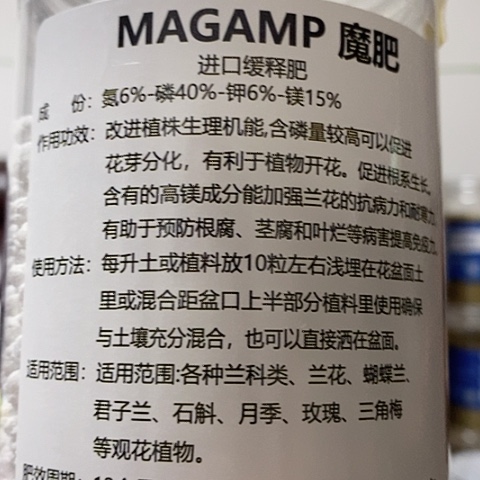 MAGAMP 魔肥
进口缓释肥
成 份：氮6%-磷40%-钾6%-镁15%
作用功效：改进植株生理机能,含磷量较高可以促进
花芽分化，有利于植物开花。促进根系生长。
含有的高镁成分能加强兰花的抗病力和耐寒力
有助于预防根腐、茎腐和叶烂等病害提高免疫力
使用方法：每升土或植料放10粒左右浅埋在花盆面土
里或混合距盆口上半部分植料里使用确保
与土壤充分混合，也可以直接洒在盆面。
适用范围：适用范围:各种兰科类、兰花、蝴蝶兰、
君子兰、石斛、月季、玫瑰、三角梅
等观花植物。
肥效周期：